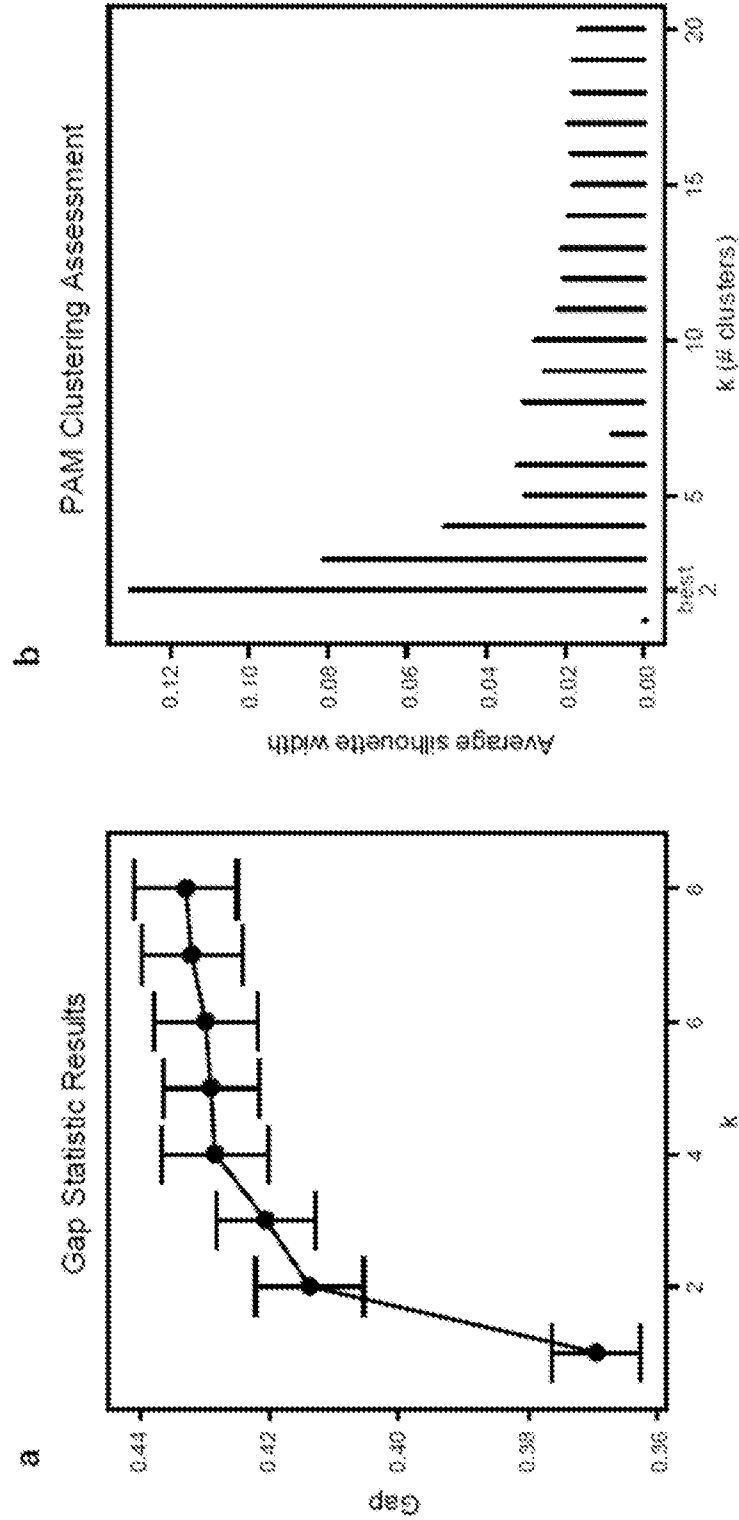 a
Gap Statistic Results
Gap
0.44
0.42
0.40
0.38
0.36
2
4
6
8
k
b
PAM Clustering Assessment
Average silhouette width
0.12
0.10
0.08
0.06
0.04
0.02
0.00
best
2
5
10
15
20
k (# clusters)